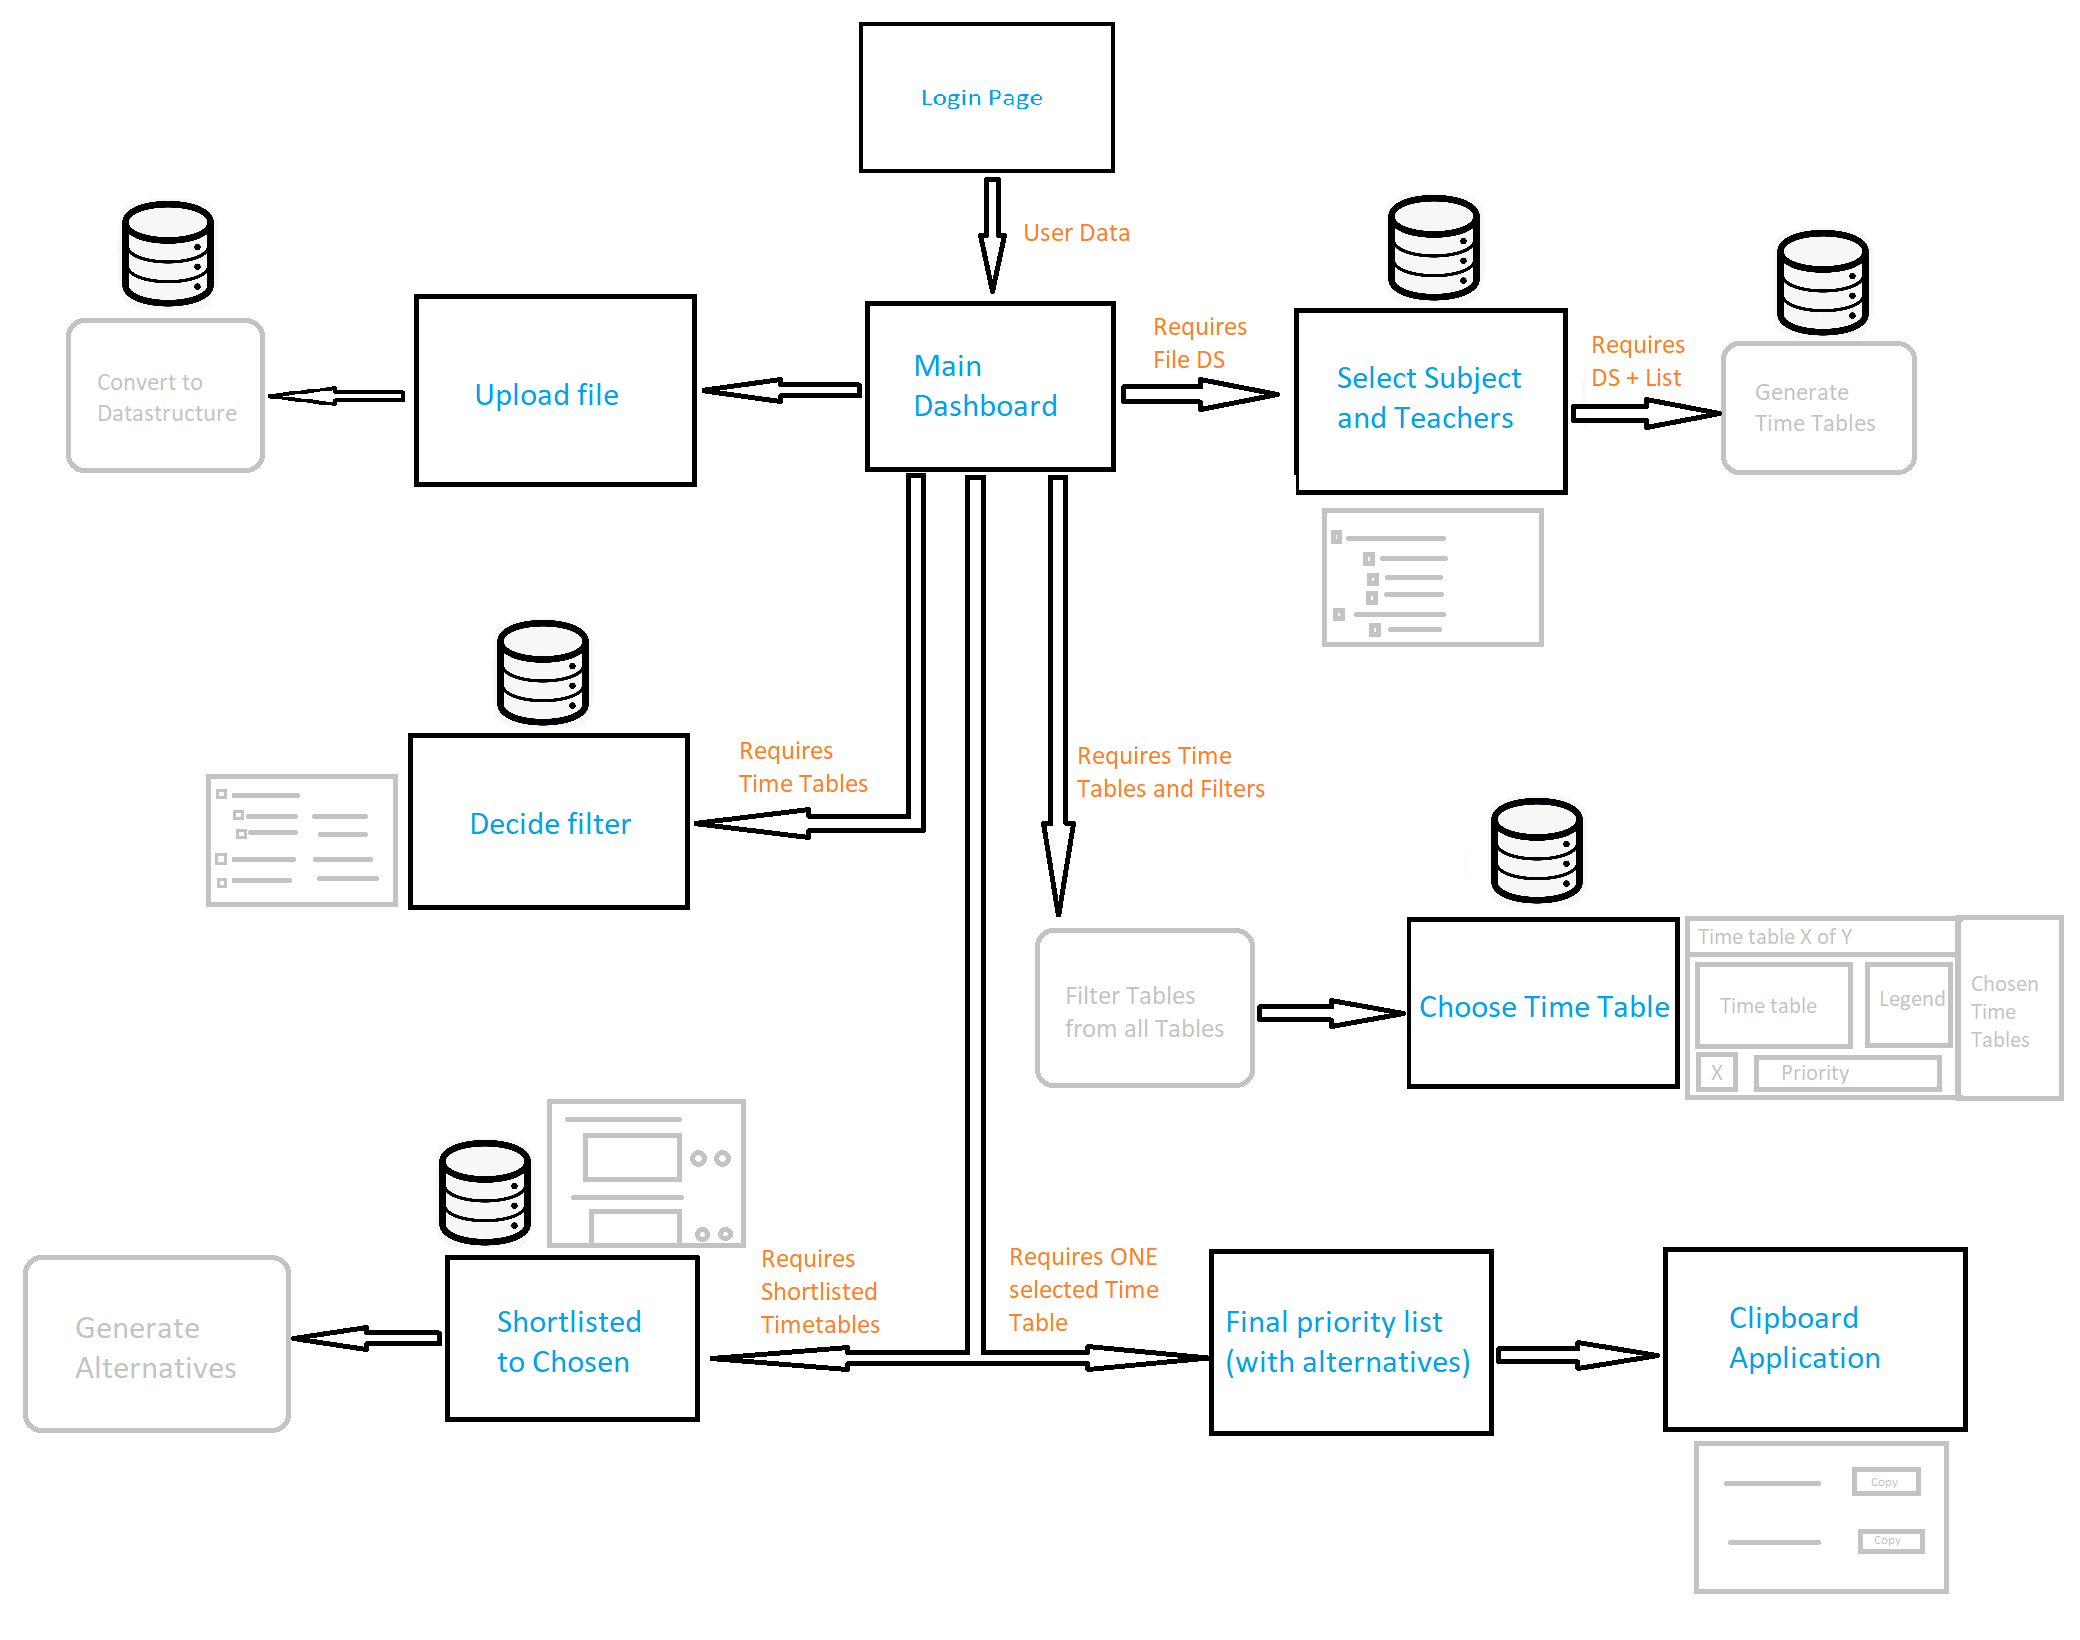 Login Page
User Data
Convert to
Datastructure
Upload file
Main
Dashboard
Requires
File DS
Select Subject
and Teachers
Requires
DS + List
Generate
Time Tables
Requires
Time Tables
Decide filter
Requires Time
Tables and Filters
Filter Tables
from all Tables
Choose Time Table
Time table X of Y
Time table
Legend
X
Priority
Chosen
Time
Tables
Generate
Alternatives
Shortlisted
to Chosen
Requires
Shortlisted
Timetables
Requires ONE
selected Time
Table
Final priority list
(with alternatives)
Clipboard
Application
Copy
Copy